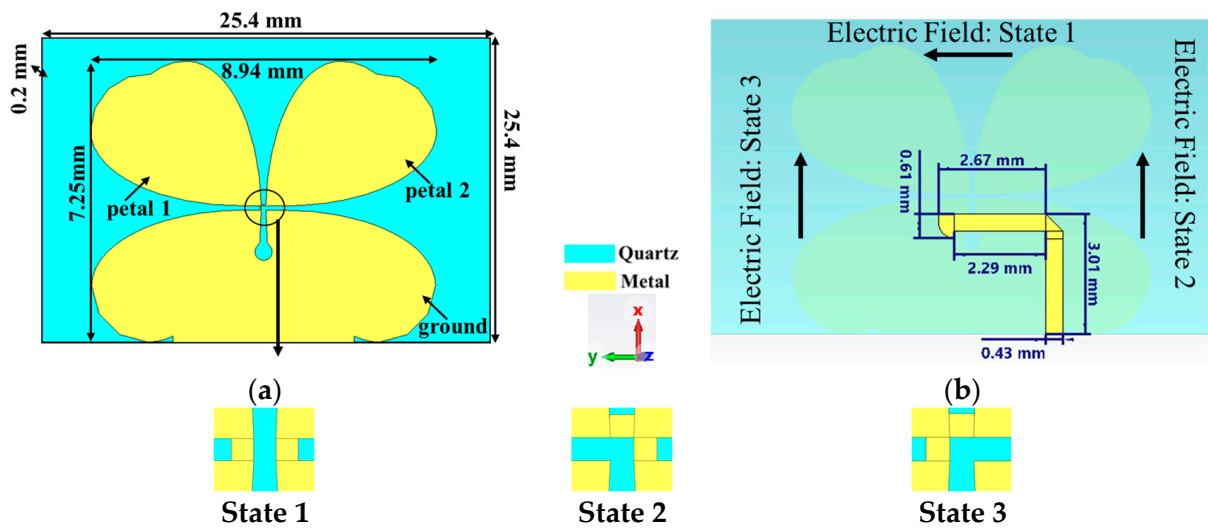 25.4 mm
8.94 mm
0.2 mm
7.25mm
25.4 mm
petal 1
petal 2
ground
Quartz
Metal
x
y
z
(a)
Electric Field: State 1
Electric Field: State 3
Electric Field: State 2
2.67 mm
0.61 mm
2.29 mm
3.01 mm
0.43 mm
(b)
State 1
State 2
State 3